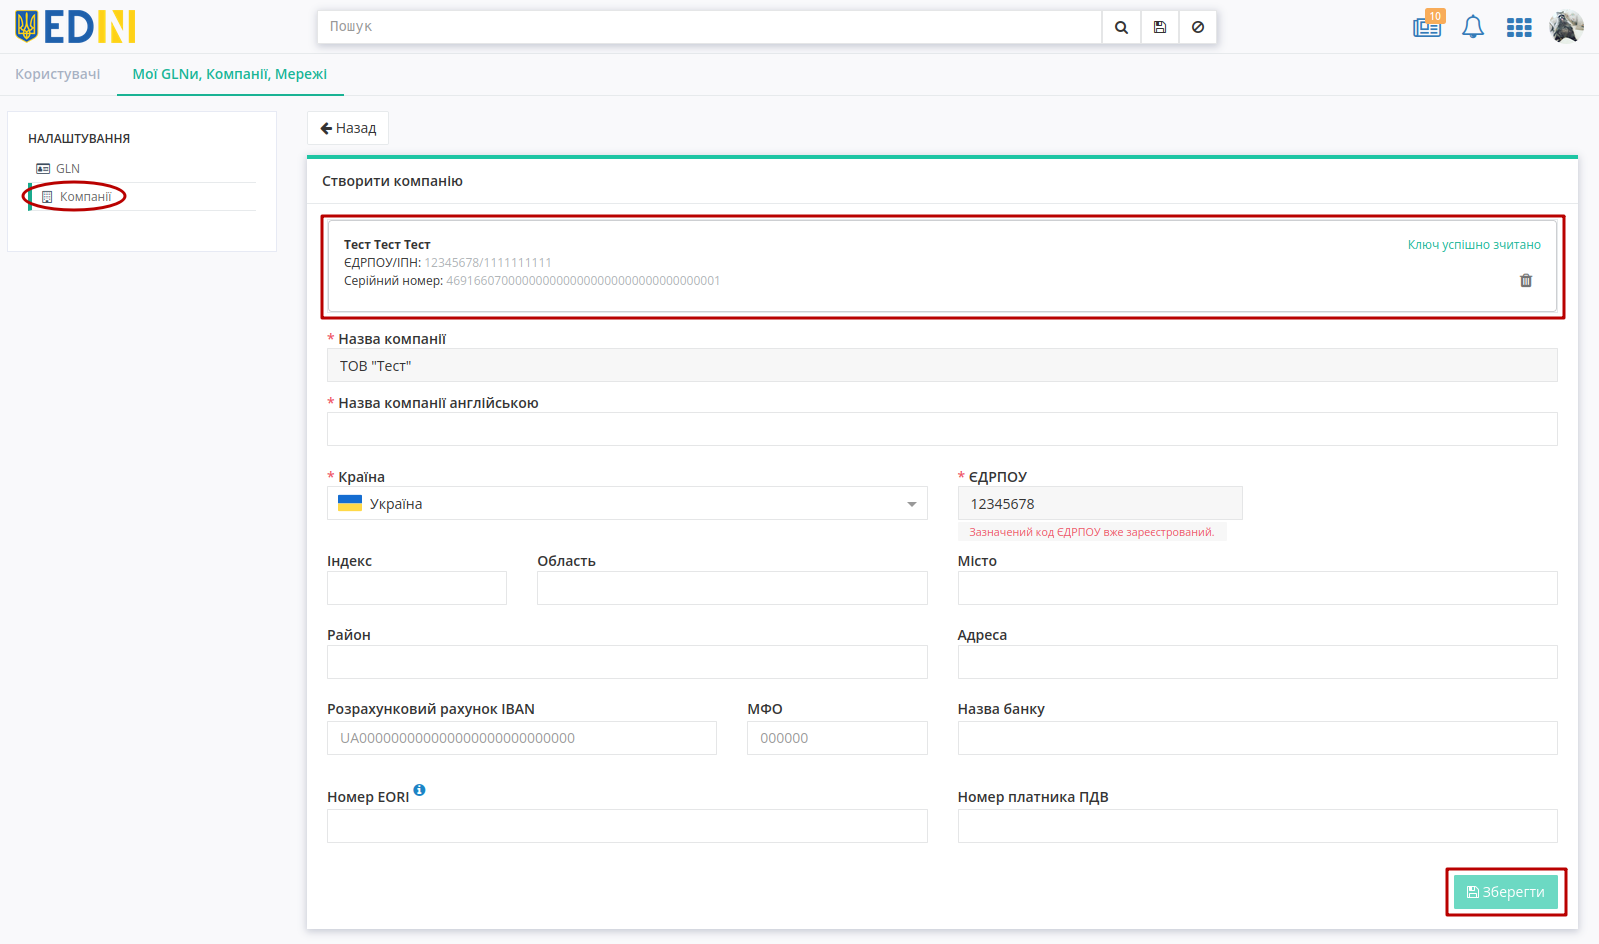 EDIN
Пошук
10
Користувачі
Мої GLNи, Компанії, Мережі
НАЛАШТУВАННЯ
GLN
Компанії
Назад
Створити компанію
Тест Тест Тест
Ключ успішно зчитано
ЄДРПОУ/ІПН: 12345678/1111111111
Серійний номер:
* Назва компанії
ТОВ "Тест"
* Назва компанії англійською
* Країна
* ЄДРПОУ
Україна
12345678
Зазначений код ЄДРПОУ вже зареєстрований.
Індекс
Область
Місто
Район
Адреса
Розрахунковий рахунок IBAN
МФО
Назва банку
000000
Номер EORI
Номер платника ПДВ
Зберегти